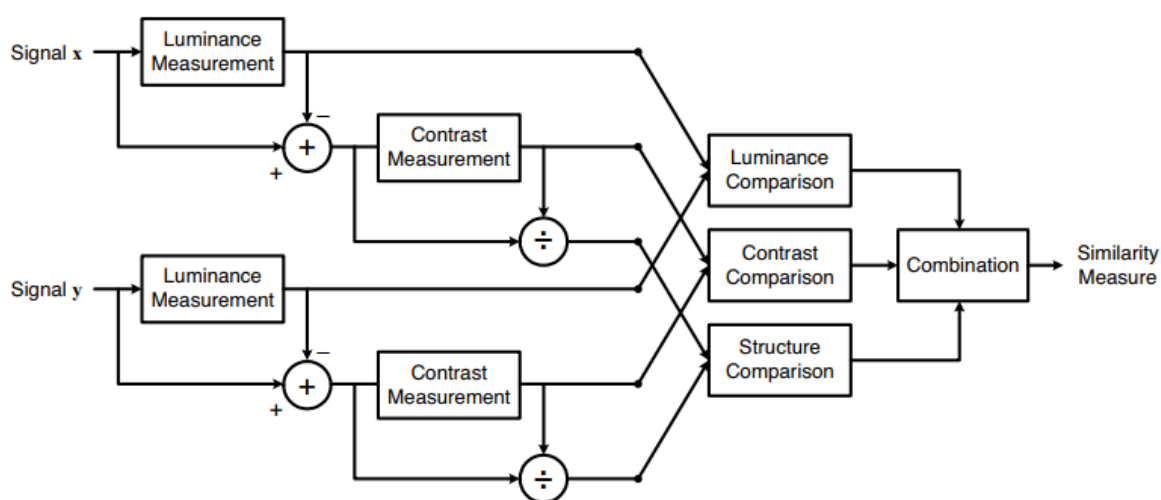 Signal x
Luminance
Measurement
−
+
+
Contrast
Measurement
÷
Signal y
Luminance
Measurement
−
+
+
Contrast
Measurement
÷
Luminance
Comparison
Contrast
Comparison
Structure
Comparison
Combination
Similarity
Measure